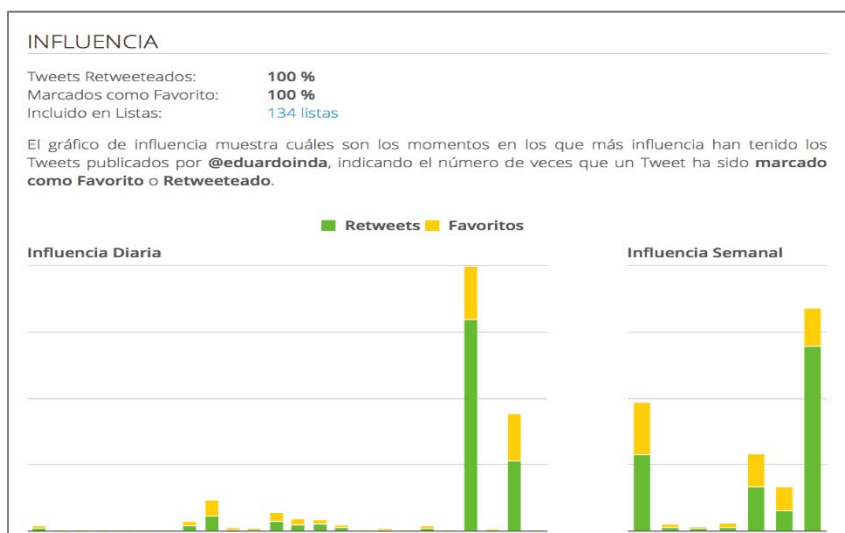 INFLUENCIA
Tweets Retweeteados: 100 %
Marcados como Favorito: 100 %
Incluido en Listas: 134 listas
El gráfico de influencia muestra cuáles son los momentos en los que más influencia han tenido los
Tweets publicados por @eduardoinda, indicando el número de veces que un Tweet ha sido marcado
como Favorito o Retweeteado.
Retweets Favoritos
Influencia Diaria Influencia Semanal